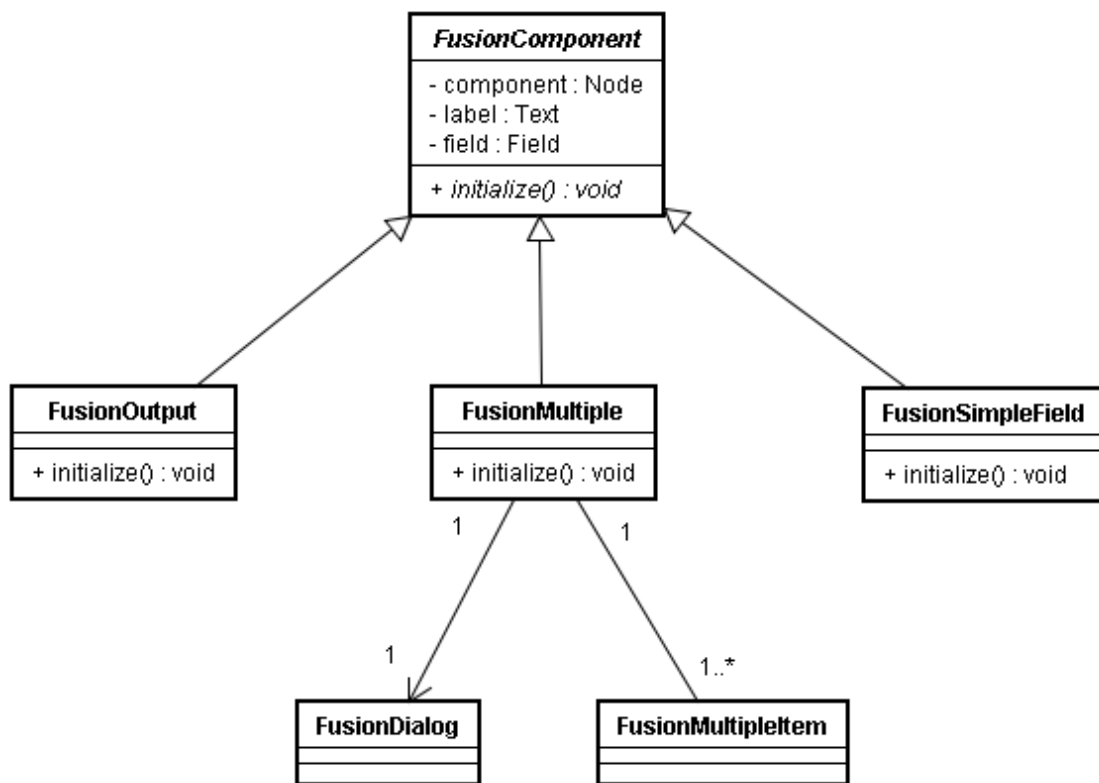 FusionComponent
- component : Node
- label : Text
- field : Field
+ initialize() : void
FusionOutput
+ initialize() : void
FusionMultiple
+ initialize() : void
FusionSimpleField
+ initialize() : void
1
1
1
1..*
FusionDialog
FusionMultipleItem